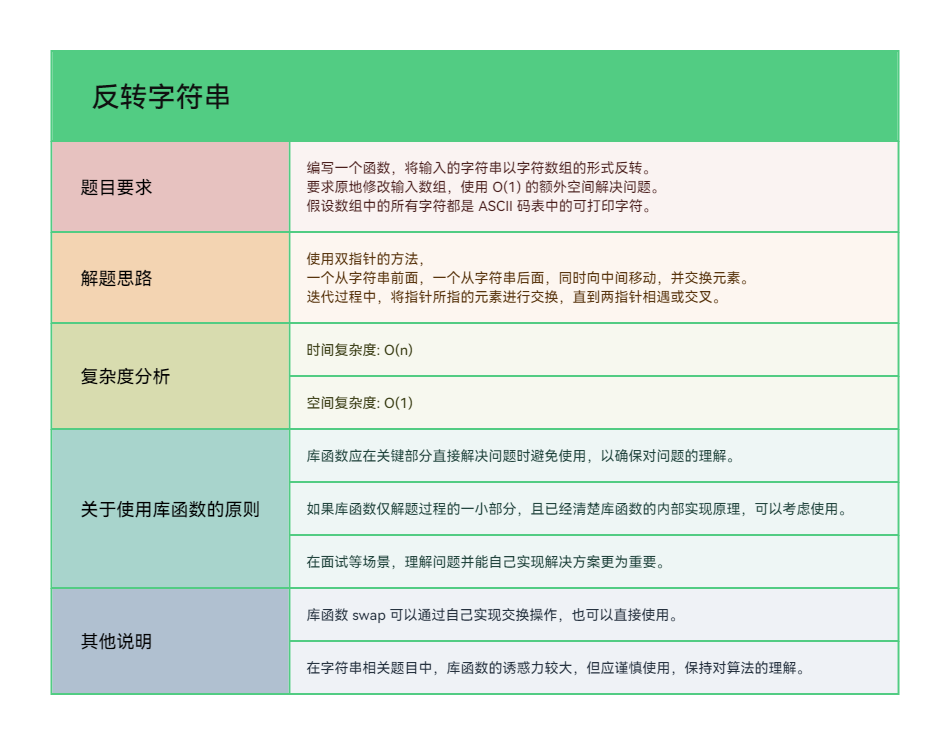 反转字符串
题目要求
编写一个函数，将输入的字符串以字符数组的形式反转。
要求原地修改输入数组，使用 O(1) 的额外空间解决问题。
假设数组中的所有字符都是 ASCII 码表中的可打印字符。
解题思路
使用双指针的方法，
一个从字符串前面，一个从字符串后面，同时向中间移动，并交换元素。
迭代过程中，将指针所指的元素进行交换，直到两指针相遇或交叉。
复杂度分析
时间复杂度: O(n)
空间复杂度: O(1)
关于使用库函数的原则
库函数应在关键部分直接解决问题时避免使用，以确保对问题的理解。
如果库函数仅解题过程的一小部分，且已经清楚库函数的内部实现原理，可以考虑使用。
在面试等场景，理解问题并能自己实现解决方案更为重要。
其他说明
库函数 swap 可以通过自己实现交换操作，也可以直接使用。
在字符串相关题目中，库函数的诱惑力较大，但应谨慎使用，保持对算法的理解。